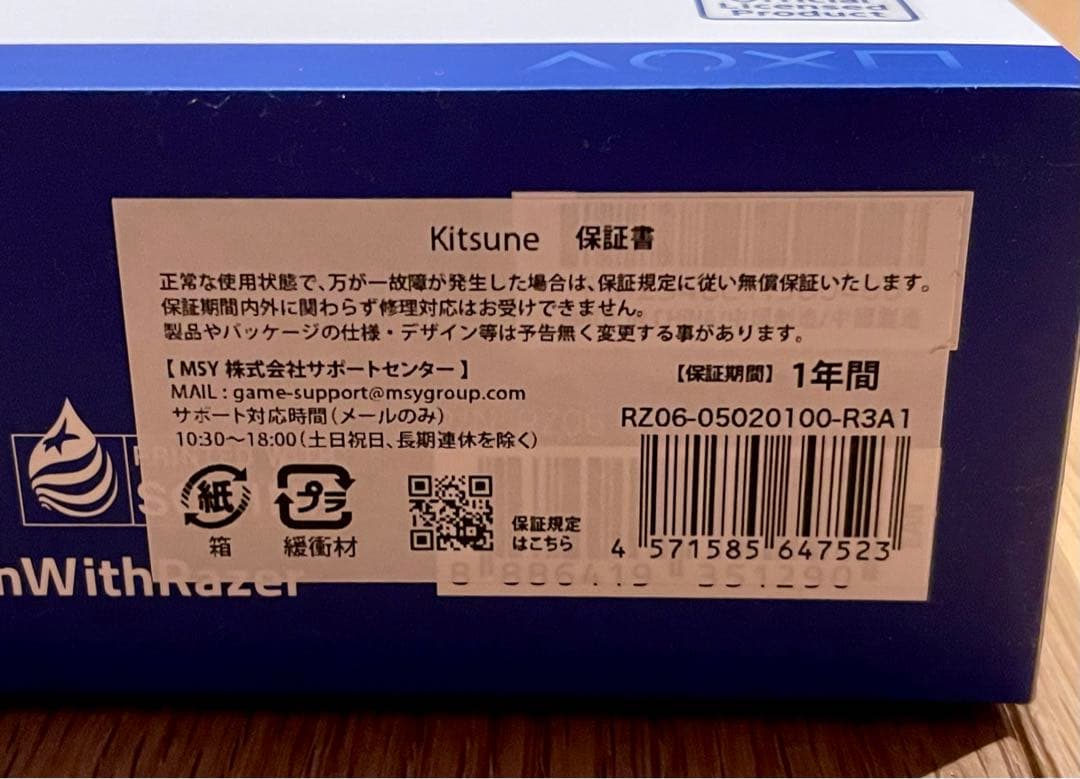 Official
Licensed
Product
Kitsune 保証書
正常な使用状態で、万が一故障が発生した場合は、保証規定に従い無償保証いたします。
保証期間内外に関わらず修理対応はお受けできません。
製品やパッケージの仕様・デザイン等は予告無く変更する事があります。
【 MSY 株式会社サポートセンター 】
MAIL : game-support@msygroup.com
サポート対応時間（メールのみ）
10:30～18:00（土日祝日、長期連休を除く）
【保証期間】 1年間
RZ06-05020100-R3A1
紙
箱
プラ
緩衝材
保証規定
はこちら
4 571585 647523
8 886419 351290
nWithRazer